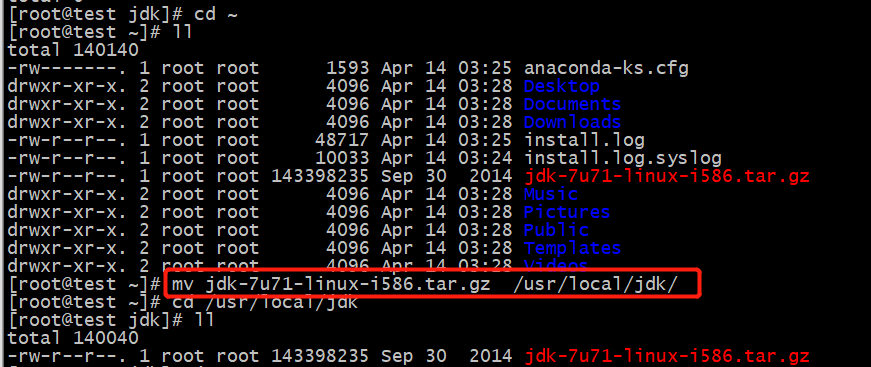 [root@test jdk]# cd ~
[root@test ~]# ll
total 140140
-rw-------. 1 root root      1593 Apr 14 03:25 anaconda-ks.cfg
drwxr-xr-x. 2 root root      4096 Apr 14 03:28 Desktop
drwxr-xr-x. 2 root root      4096 Apr 14 03:28 Documents
drwxr-xr-x. 2 root root      4096 Apr 14 03:28 Downloads
-rw-r--r--. 1 root root     48717 Apr 14 03:25 install.log
-rw-r--r--. 1 root root     10033 Apr 14 03:24 install.log.syslog
-rw-r--r--. 1 root root 143398235 Sep 30  2014 jdk-7u71-linux-i586.tar.gz
drwxr-xr-x. 2 root root      4096 Apr 14 03:28 Music
drwxr-xr-x. 2 root root      4096 Apr 14 03:28 Pictures
drwxr-xr-x. 2 root root      4096 Apr 14 03:28 Public
drwxr-xr-x. 2 root root      4096 Apr 14 03:28 Templates
drwxr-xr-x. 2 root root      4096 Apr 14 03:28 Videos
[root@test ~]# mv jdk-7u71-linux-i586.tar.gz  /usr/local/jdk/
[root@test ~]# cd /usr/local/jdk
[root@test jdk]# ll
total 140040
-rw-r--r--. 1 root root 143398235 Sep 30  2014 jdk-7u71-linux-i586.tar.gz